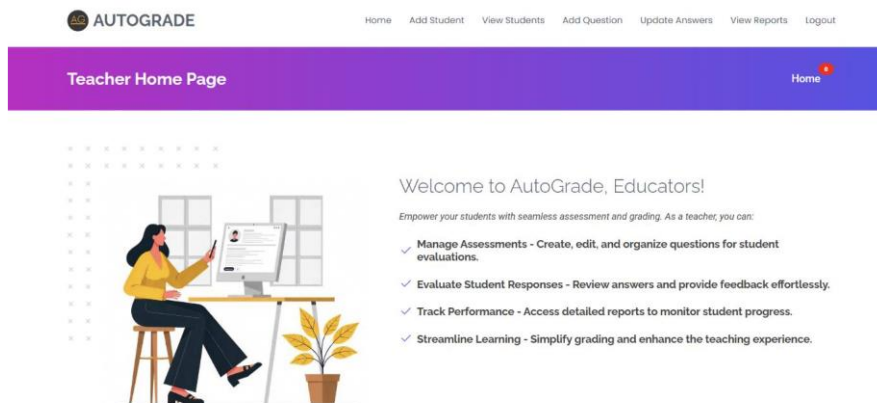 AG AUTOGRADE
Home Add Student View Students Add Question Update Answers View Reports Logout
Teacher Home Page
Home
Welcome to AutoGrade, Educators!
Empower your students with seamless assessment and grading. As a teacher, you can:
Manage Assessments - Create, edit, and organize questions for student
evaluations.
Evaluate Student Responses - Review answers and provide feedback effortlessly.
Track Performance - Access detailed reports to monitor student progress.
Streamline Learning - Simplify grading and enhance the teaching experience.